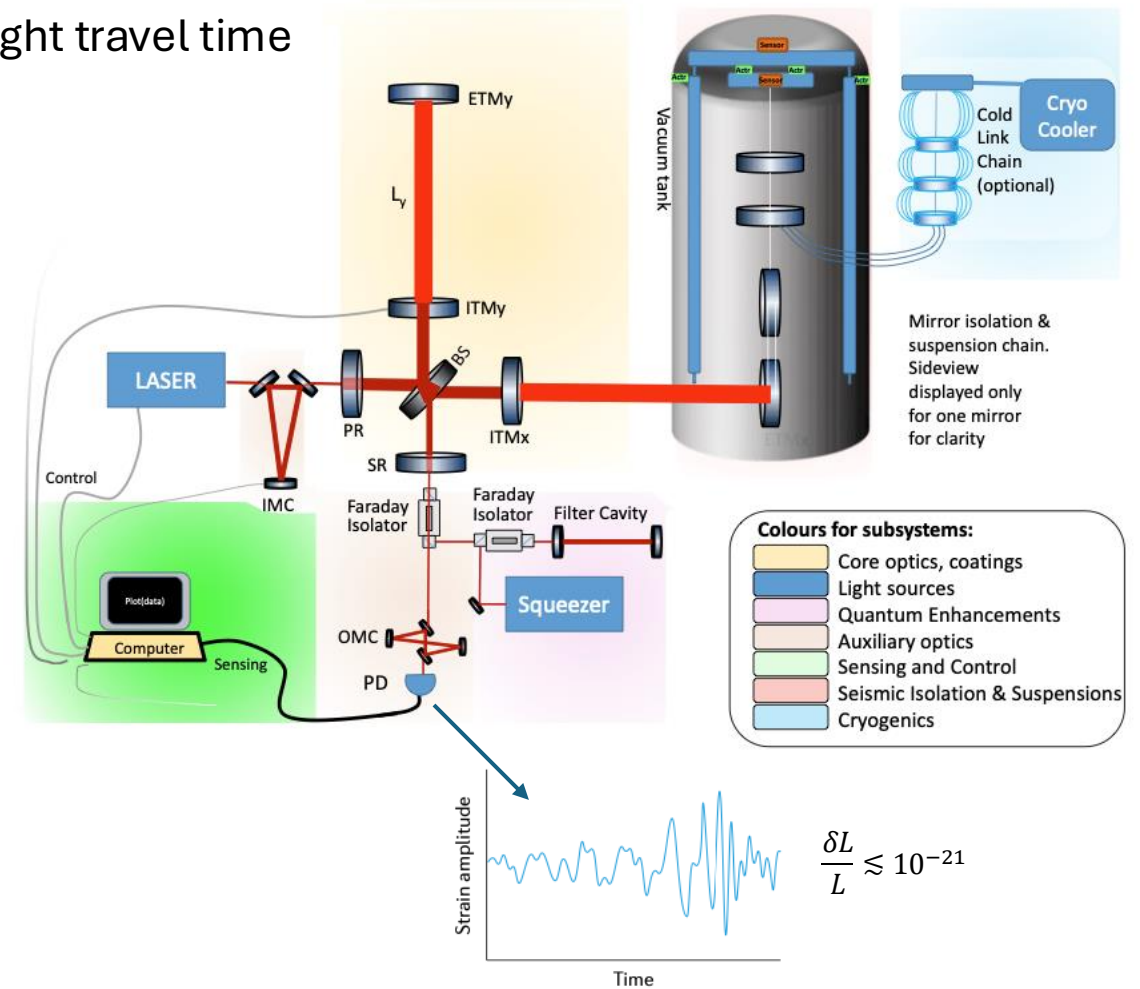 ght travel time
Sensor
Actr
Actr
Actr
Sensor
Actr
Vacuum tank
Cryo
Cooler
Cold
Link
Chain
(optional)
ETMy
Ly
ITMy
BS
LASER
PR
ITMx
ETMx
SR
IMC
Control
Mirror isolation &
suspension chain.
Sideview
displayed only
for one mirror
for clarity
Faraday
Isolator
Faraday
Isolator
Filter Cavity
Squeezer
Plot(data)
Computer
Sensing
OMC
PD
Colours for subsystems:
Core optics, coatings
Light sources
Quantum Enhancements
Auxiliary optics
Sensing and Control
Seismic Isolation & Suspensions
Cryogenics
Strain amplitude
Time
δL/L ≲ 10⁻²¹